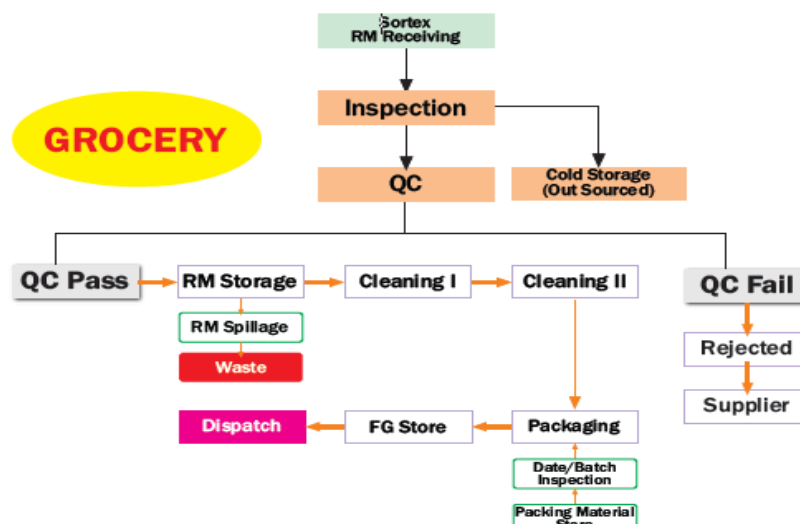 Sortex
RM Receiving
GROCERY
Inspection
QC
Cold Storage
(Out Sourced)
QC Pass
RM Storage
Cleaning I
Cleaning II
QC Fail
RM Spillage
Rejected
Waste
Supplier
Dispatch
FG Store
Packaging
Date/Batch
Inspection
Packing Material
Store